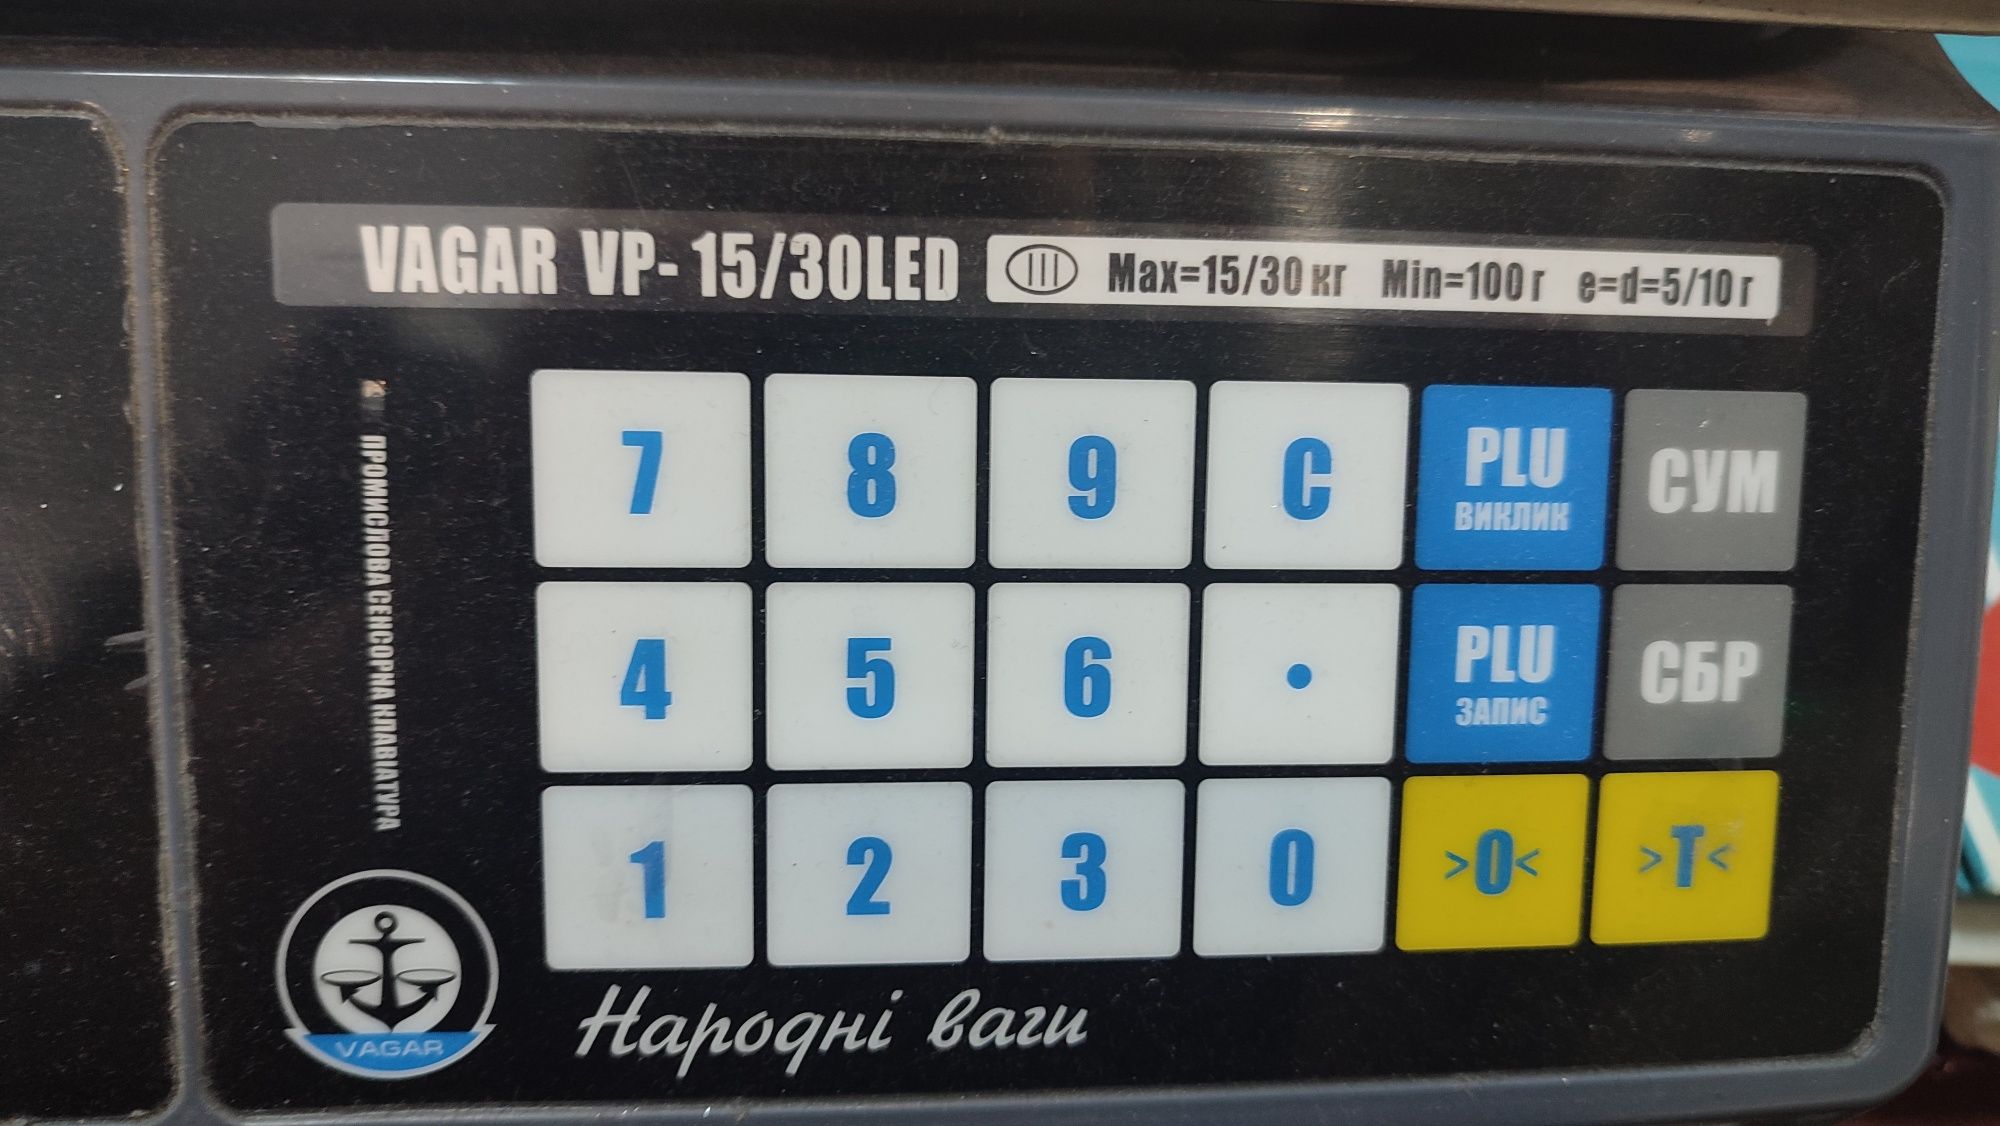 VAGAR VP- 15/30LED
III Max=15/30 кг Min=100 г e=d=5/10 г
ПРОМИСЛОВА СЕНСОРНА КЛАВІАТУРА
7 8 9 C PLU ВИКЛИК СУМ
4 5 6 . PLU ЗАПИС СБР
1 2 3 0 >0< >T<
VAGAR
Народні ваги